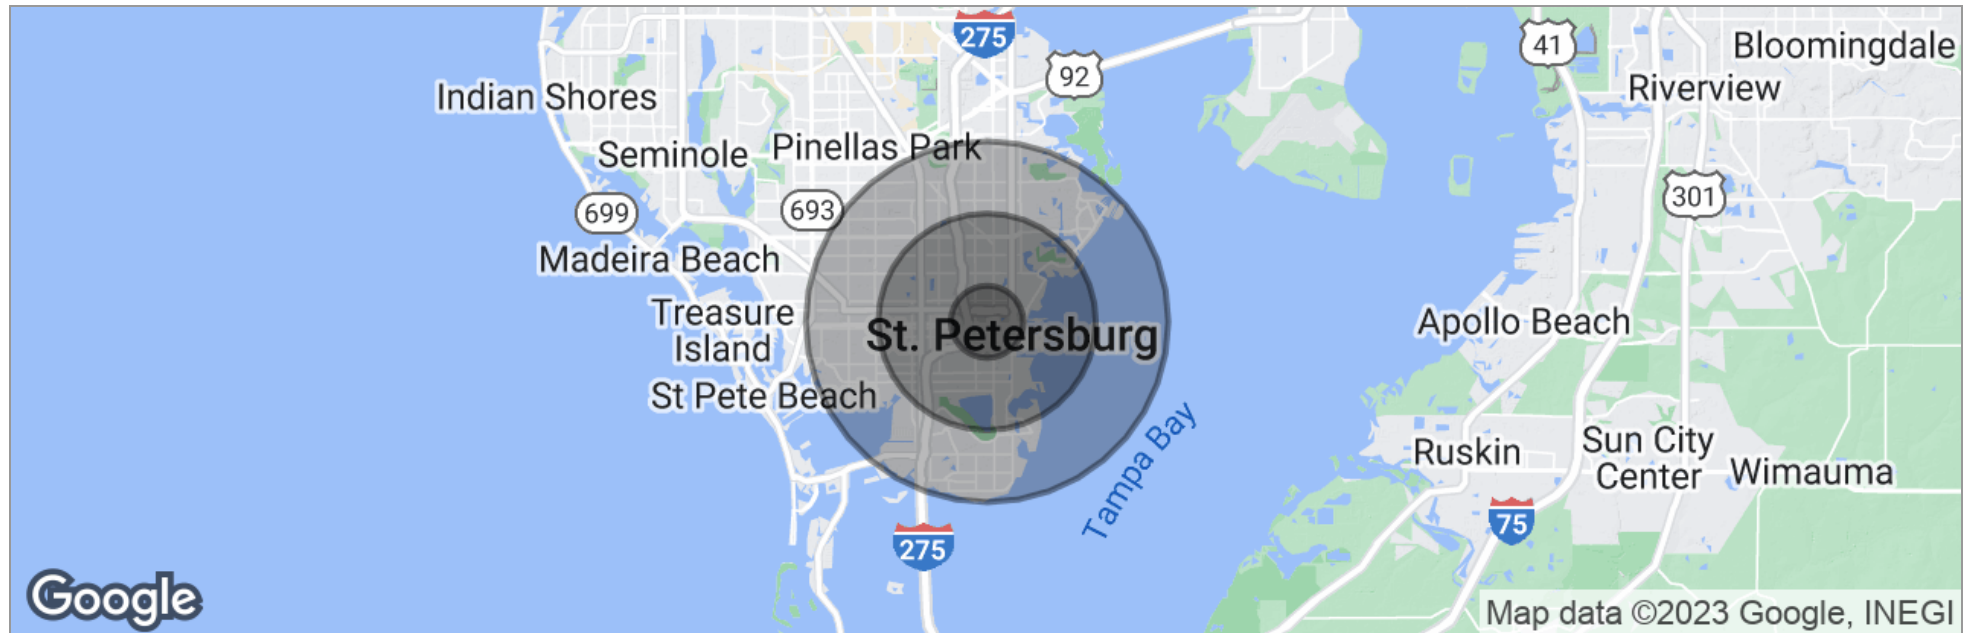 275
41
Bloomingdale
92
Riverview
Indian Shores
Pinellas Park
Seminole
301
693
699
Madeira Beach
Treasure
Island
Apollo Beach
St. Petersburg
St Pete Beach
Tampa Bay
Ruskin
Sun City
Center
Wimauma
75
275
Google
Map data ©2023 Google, INEGI